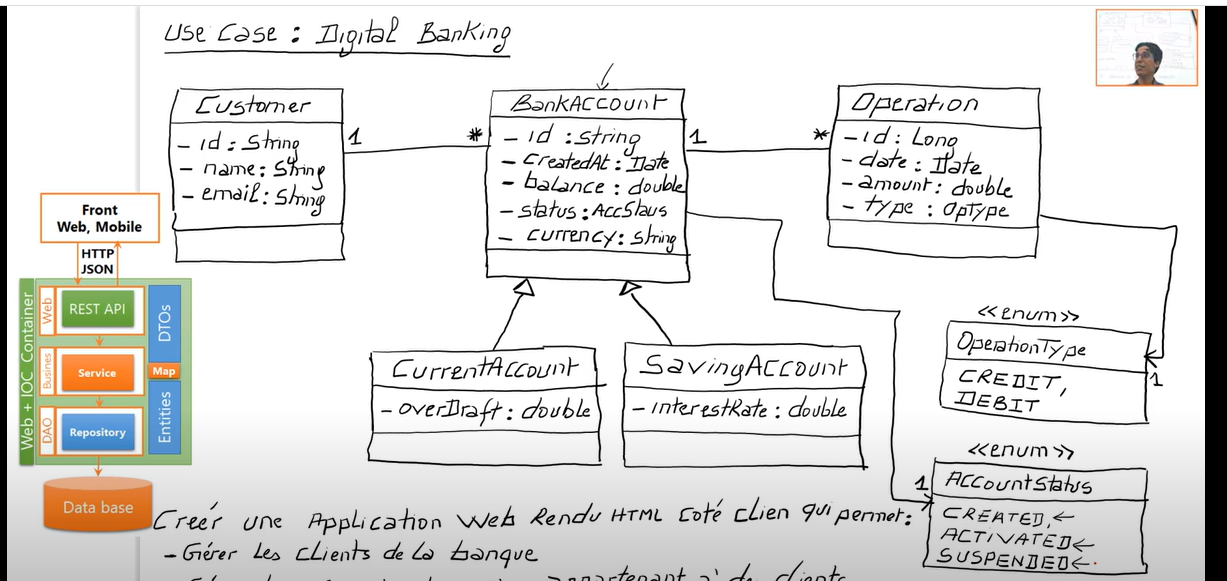 Use Case : Digital Banking
Customer
- id : String
- name : String
- email : String
1
*
BankAccount
- id : String
- createdAt : Date
- balance : double
- status : AccStaus
- currency : String
1
*
Operation
- id : Long
- date : Date
- amount : double
- type : OpType
CurrentAccount
- overDraft : double
SavingAccount
- interestRate : double
<<enum>>
OperationType
CREDIT,
DEBIT
1
<<enum>>
1
AccountStatus
CREATED,
ACTIVATED
SUSPENDED
Front
Web, Mobile
HTTP
JSON
Web + IOC Container
Web
REST API
DTOs
Busines
Service
Map
DAO
Repository
Entities
Data base
Creér une Application Web Rendu HTML Coté Clien qui permet :
- Gérer Les clients de La banque